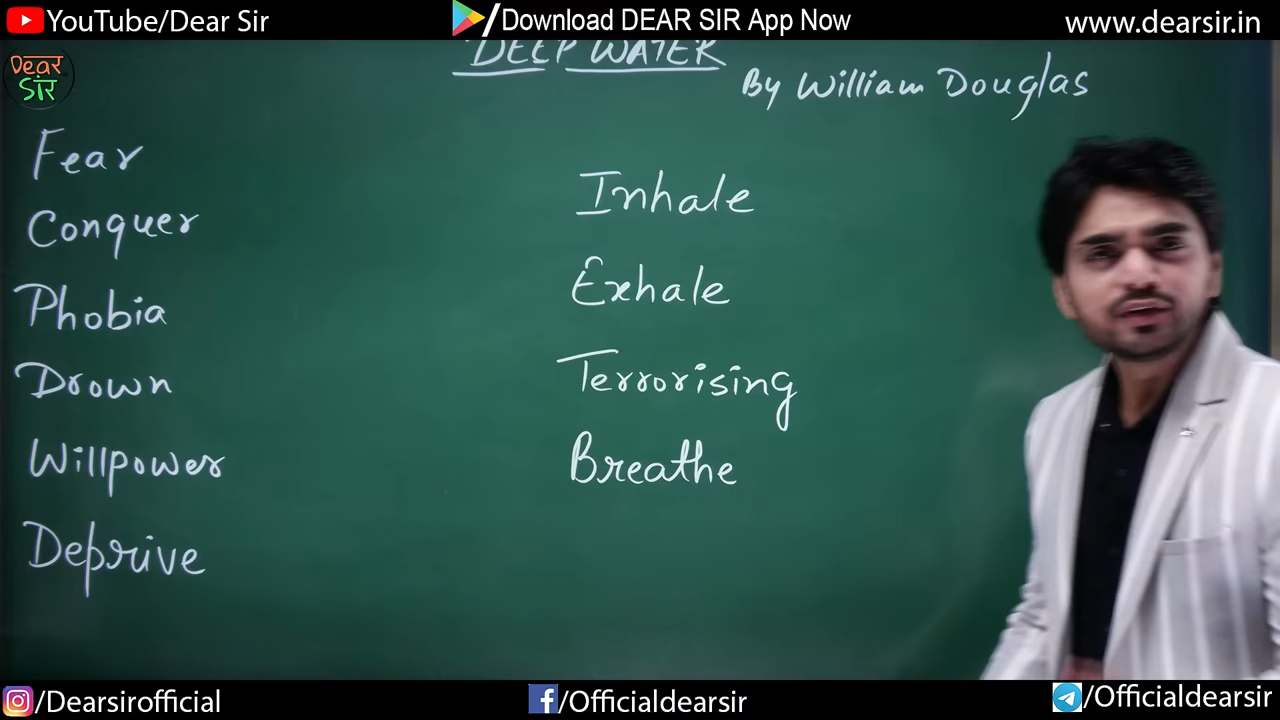 YouTube/Dear Sir
/Download DEAR SIR App Now
www.dearsir.in
Dear
सिर
DEEP WATER
By William Douglas
Fear
Conquer
Phobia
Drown
Willpower
Deprive
Inhale
Exhale
Terrorising
Breathe
/Dearsirofficial
/Officialdearsir
/Officialdearsir